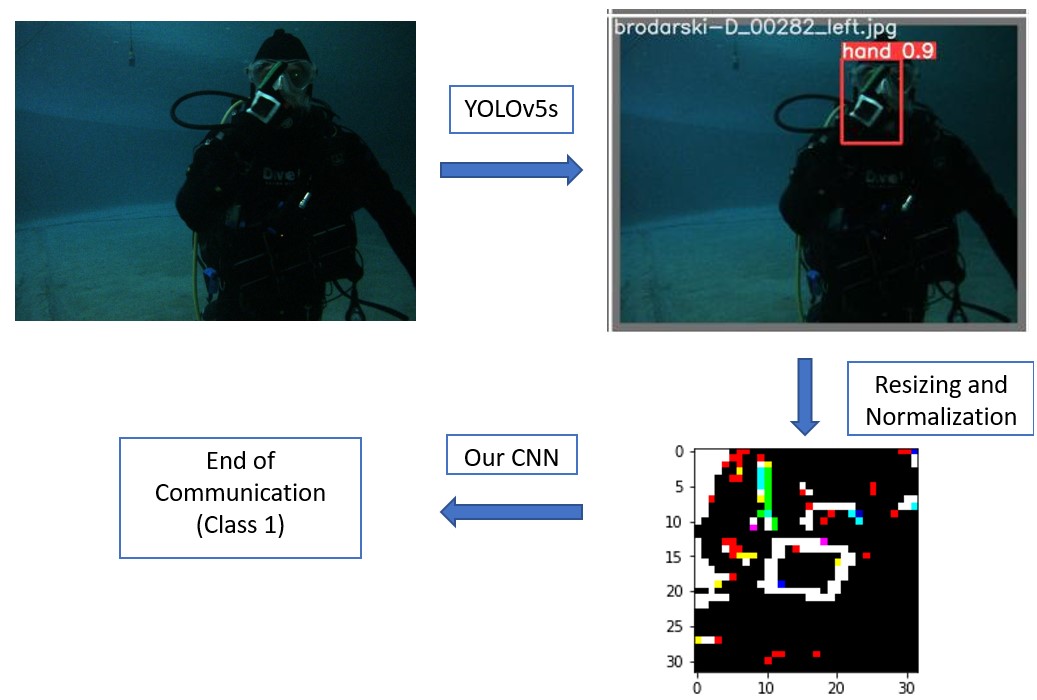 brodarski-D_00282_left.jpg
hand 0.9
YOLOv5s
Dive
Resizing and
Normalization
End of
Communication
(Class 1)
Our CNN
0
5
10
15
20
25
30
0
10
20
30